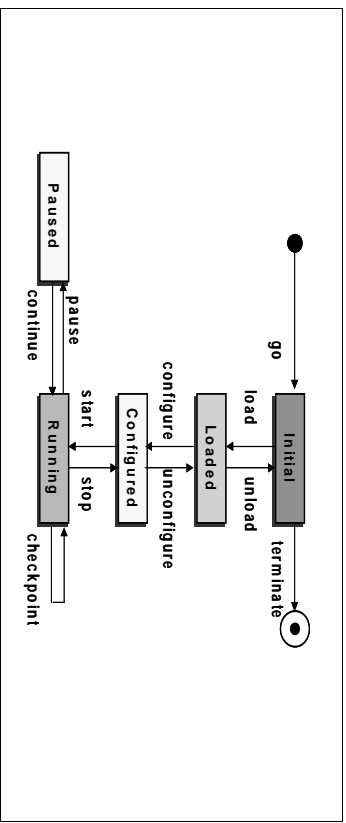 go
Initial
terminate
load
unload
Loaded
configure
unconfigure
Configured
start
stop
Paused
pause
continue
Running
checkpoint